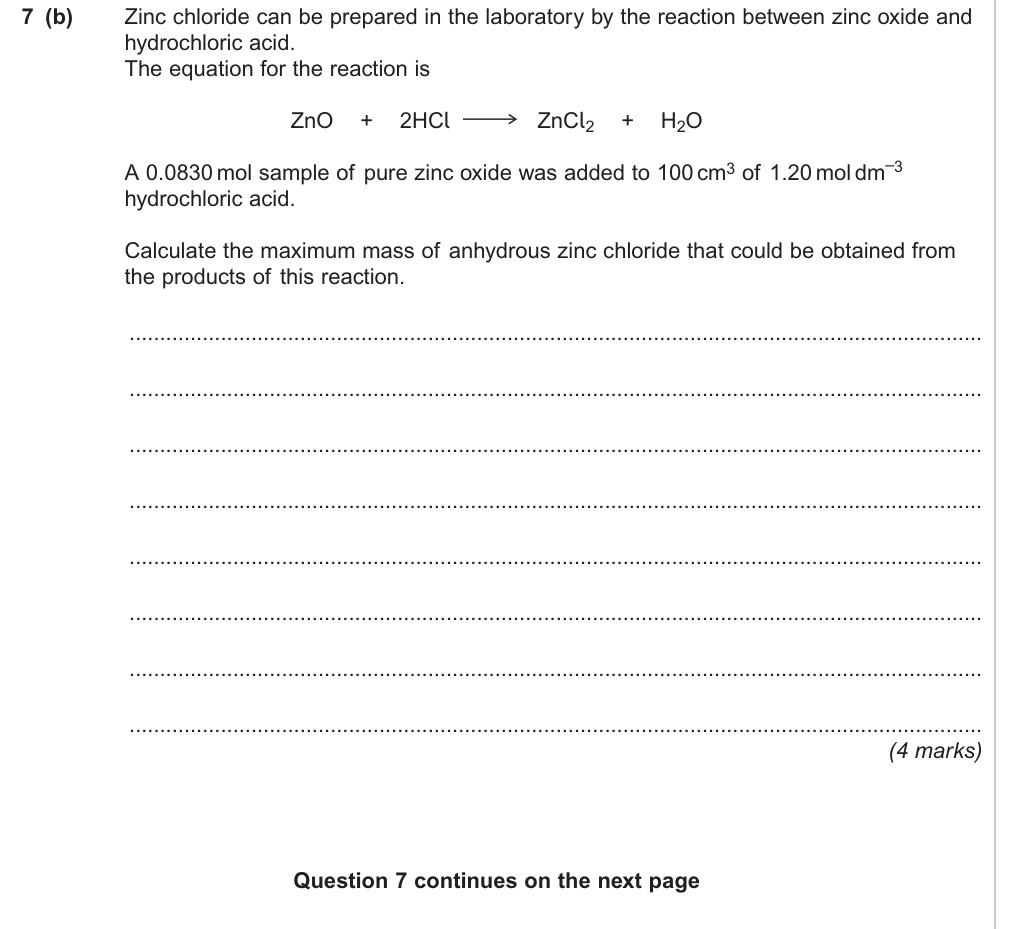 7 (b) Zinc chloride can be prepared in the laboratory by the reaction between zinc oxide and
hydrochloric acid.
The equation for the reaction is
ZnO + 2HCl ⟶ ZnCl₂ + H₂O
A 0.0830 mol sample of pure zinc oxide was added to 100 cm³ of 1.20 mol dm⁻³
hydrochloric acid.
Calculate the maximum mass of anhydrous zinc chloride that could be obtained from
the products of this reaction.
(4 marks)
Question 7 continues on the next page